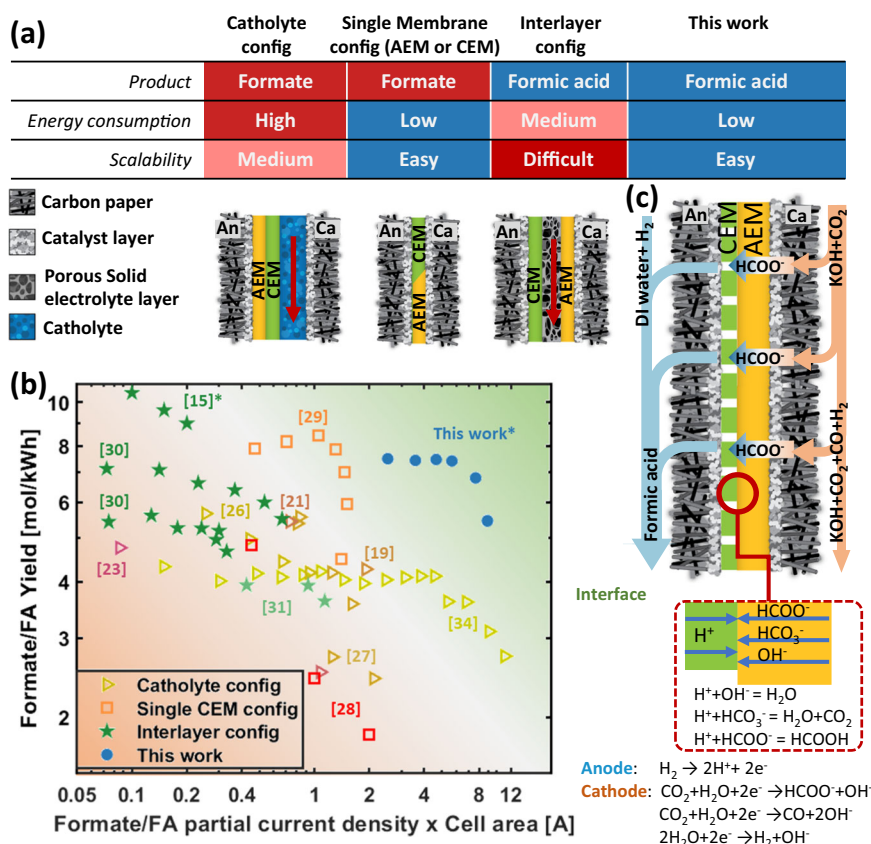 (a)
Catholyte config
Single Membrane config (AEM or CEM)
Interlayer config
This work
Product Formate Formate Formic acid Formic acid
Energy consumption High Low Medium Low
Scalability Medium Easy Difficult Easy
Carbon paper
Catalyst layer
Porous Solid
electrolyte layer
Catholyte
An AEM CEM Ca
CEM AEM
An CEM AEM Ca
(c)
An CEM AEM Ca
DI water+ H₂
KOH+CO₂
HCOO⁻
HCOO⁻
HCOO⁻
Formic acid
KOH+CO₂+CO+H₂
(b)
Formate/FA Yield [mol/kWh]
10
8
6
4
3
2
[15]*
[29]
This work*
[30]
[30]
[26]
[21]
[23]
[19]
[31]
[34]
[27]
[28]
Catholyte config
Single CEM config
Interlayer config
This work
0.05 0.1 0.2 0.4 1 2 4 8 12
Formate/FA partial current density x Cell area [A]
Interface
H⁺
HCOO⁻
HCO₃⁻
OH⁻
H⁺+OH⁻ = H₂O
H⁺+HCO₃⁻ = H₂O+CO₂
H⁺+HCOO⁻ = HCOOH
Anode: H₂ → 2H⁺+ 2e⁻
Cathode: CO₂+H₂O+2e⁻ →HCOO⁻+OH⁻
CO₂+H₂O+2e⁻ →CO+2OH⁻
2H₂O+2e⁻ →H₂+OH⁻